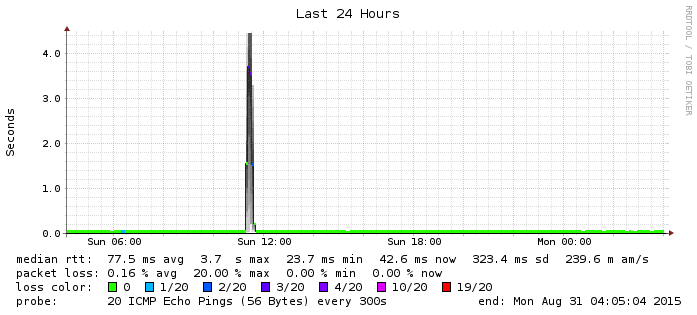 Last 24 Hours
RRDTOOL / TOBI OETIKER
Seconds
4.0
3.0
2.0
1.0
0.0
Sun 06:00 Sun 12:00 Sun 18:00 Mon 00:00
median rtt: 77.5 ms avg 3.7 s max 23.7 ms min 42.6 ms now 323.4 ms sd 239.6 m am/s
packet loss: 0.16 % avg 20.00 % max 0.00 % min 0.00 % now
loss color: 0 1/20 2/20 3/20 4/20 10/20 19/20
probe: 20 ICMP Echo Pings (56 Bytes) every 300s end: Mon Aug 31 04:05:04 2015